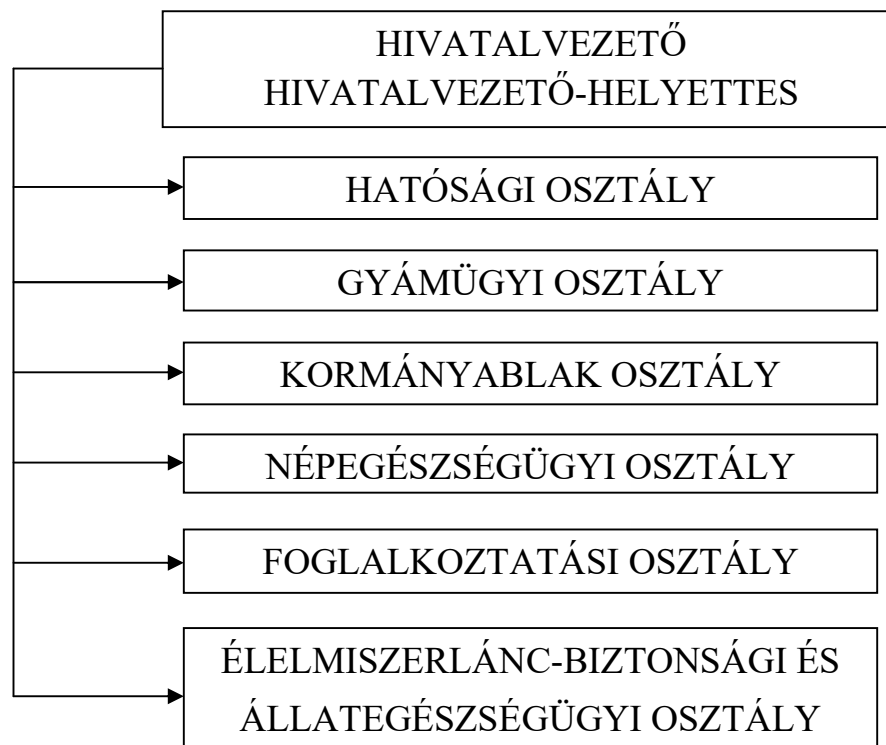 HIVATALVEZETŐ
HIVATALVEZETŐ-HELYETTES
HATÓSÁGI OSZTÁLY
GYÁMÜGYI OSZTÁLY
KORMÁNYABLAK OSZTÁLY
NÉPEGÉSZSÉGÜGYI OSZTÁLY
FOGLALKOZTATÁSI OSZTÁLY
ÉLELMISZERLÁNC-BIZTONSÁGI ÉS
ÁLLATEGÉSZSÉGÜGYI OSZTÁLY